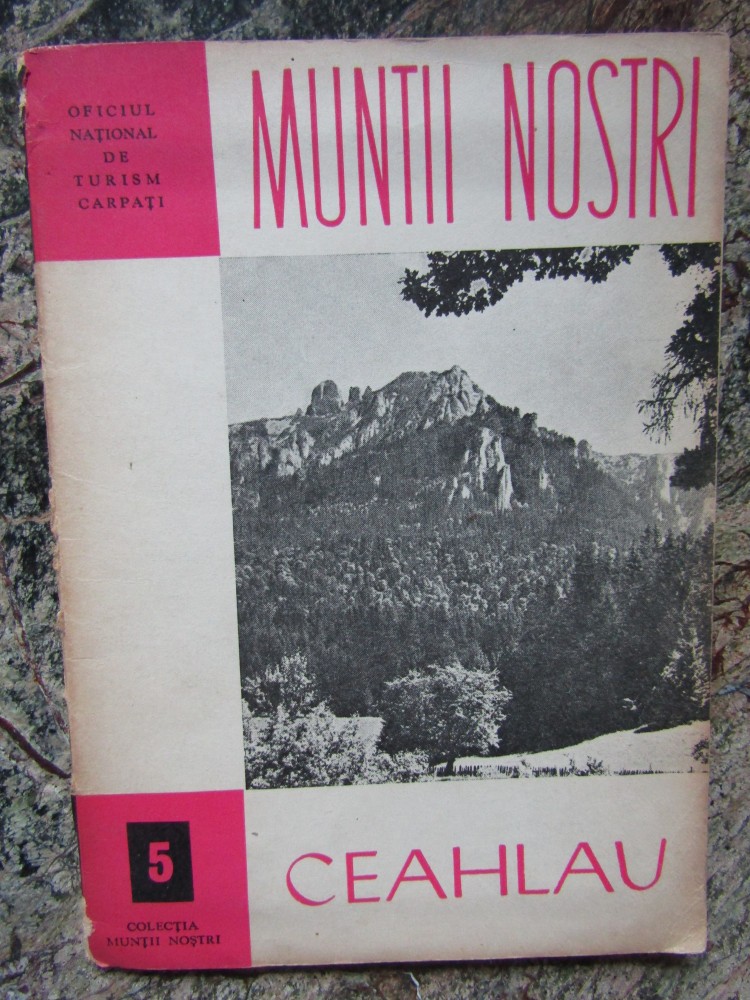 OFICIUL
NAȚIONAL
DE
TURISM
CARPAȚI
MUNTII NOSTRI
5
COLECȚIA
MUNȚII NOȘTRI
CEAHLAU